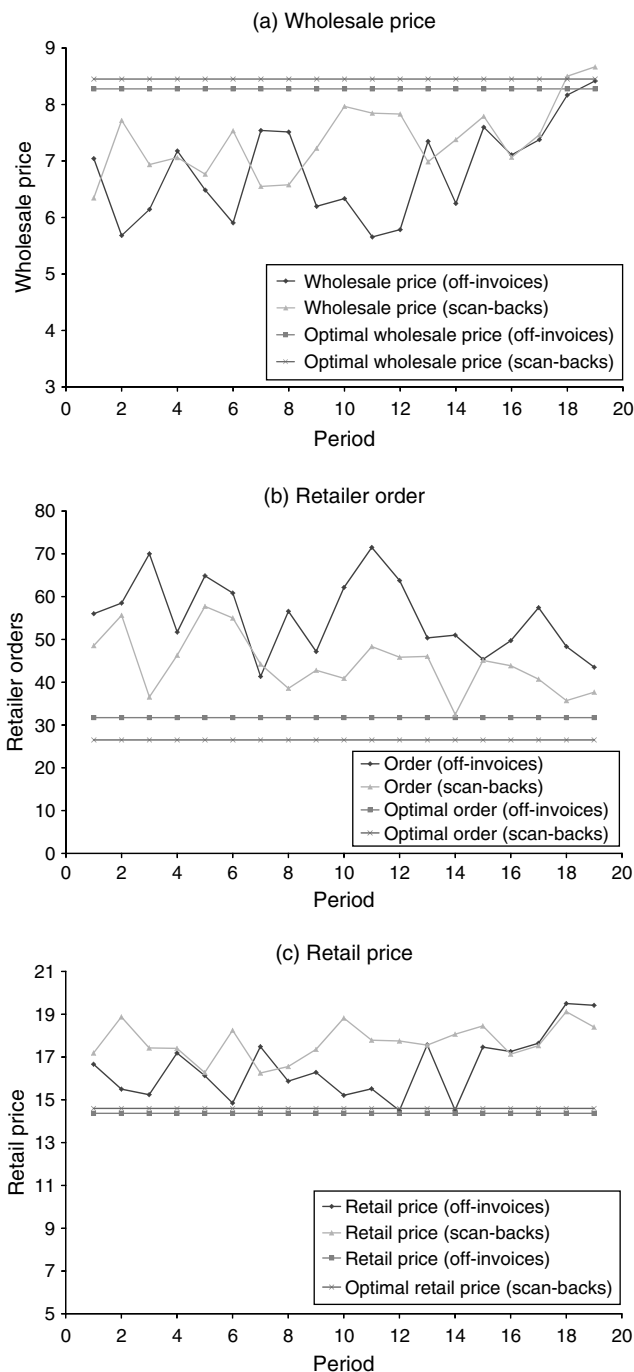 (a) Wholesale price
9
8
7
6
5
4
3
Wholesale price
Wholesale price (off-invoices)
Wholesale price (scan-backs)
Optimal wholesale price (off-invoices)
Optimal wholesale price (scan-backs)
0 2 4 6 8 10 12 14 16 18 20
Period
(b) Retailer order
80
70
60
50
40
30
20
10
0
Retailer orders
Order (off-invoices)
Order (scan-backs)
Optimal order (off-invoices)
Optimal order (scan-backs)
0 2 4 6 8 10 12 14 16 18 20
Period
(c) Retail price
21
19
17
15
13
11
9
7
5
Retail price
Retail price (off-invoices)
Retail price (scan-backs)
Retail price (off-invoices)
Optimal retail price (scan-backs)
0 2 4 6 8 10 12 14 16 18 20
Period